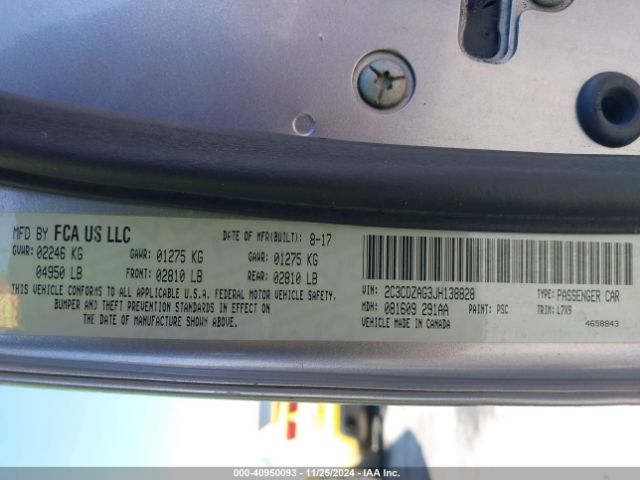 MFD BY FCA US LLC
DATE OF MFR(BUILT): 8-17
GVWR: 02246 KG GAWR: 01275 KG GAWR: 01275 KG
04950 LB FRONT: 02810 LB REAR: 02810 LB
THIS VEHICLE CONFORMS TO ALL APPLICABLE U.S.A. FEDERAL MOTOR VEHICLE SAFETY,
BUMPER AND THEFT PREVENTION STANDARDS IN EFFECT ON
THE DATE OF MANUFACTURE SHOWN ABOVE.
VIN: 2C3CDZAG3JH138828 TYPE: PASSENGER CAR
MDH: 081609 291AA PAINT: PSC TRIM: L7X9
VEHICLE MADE IN CANADA 4658843
000-40950093 - 11/25/2024 - IAA Inc.